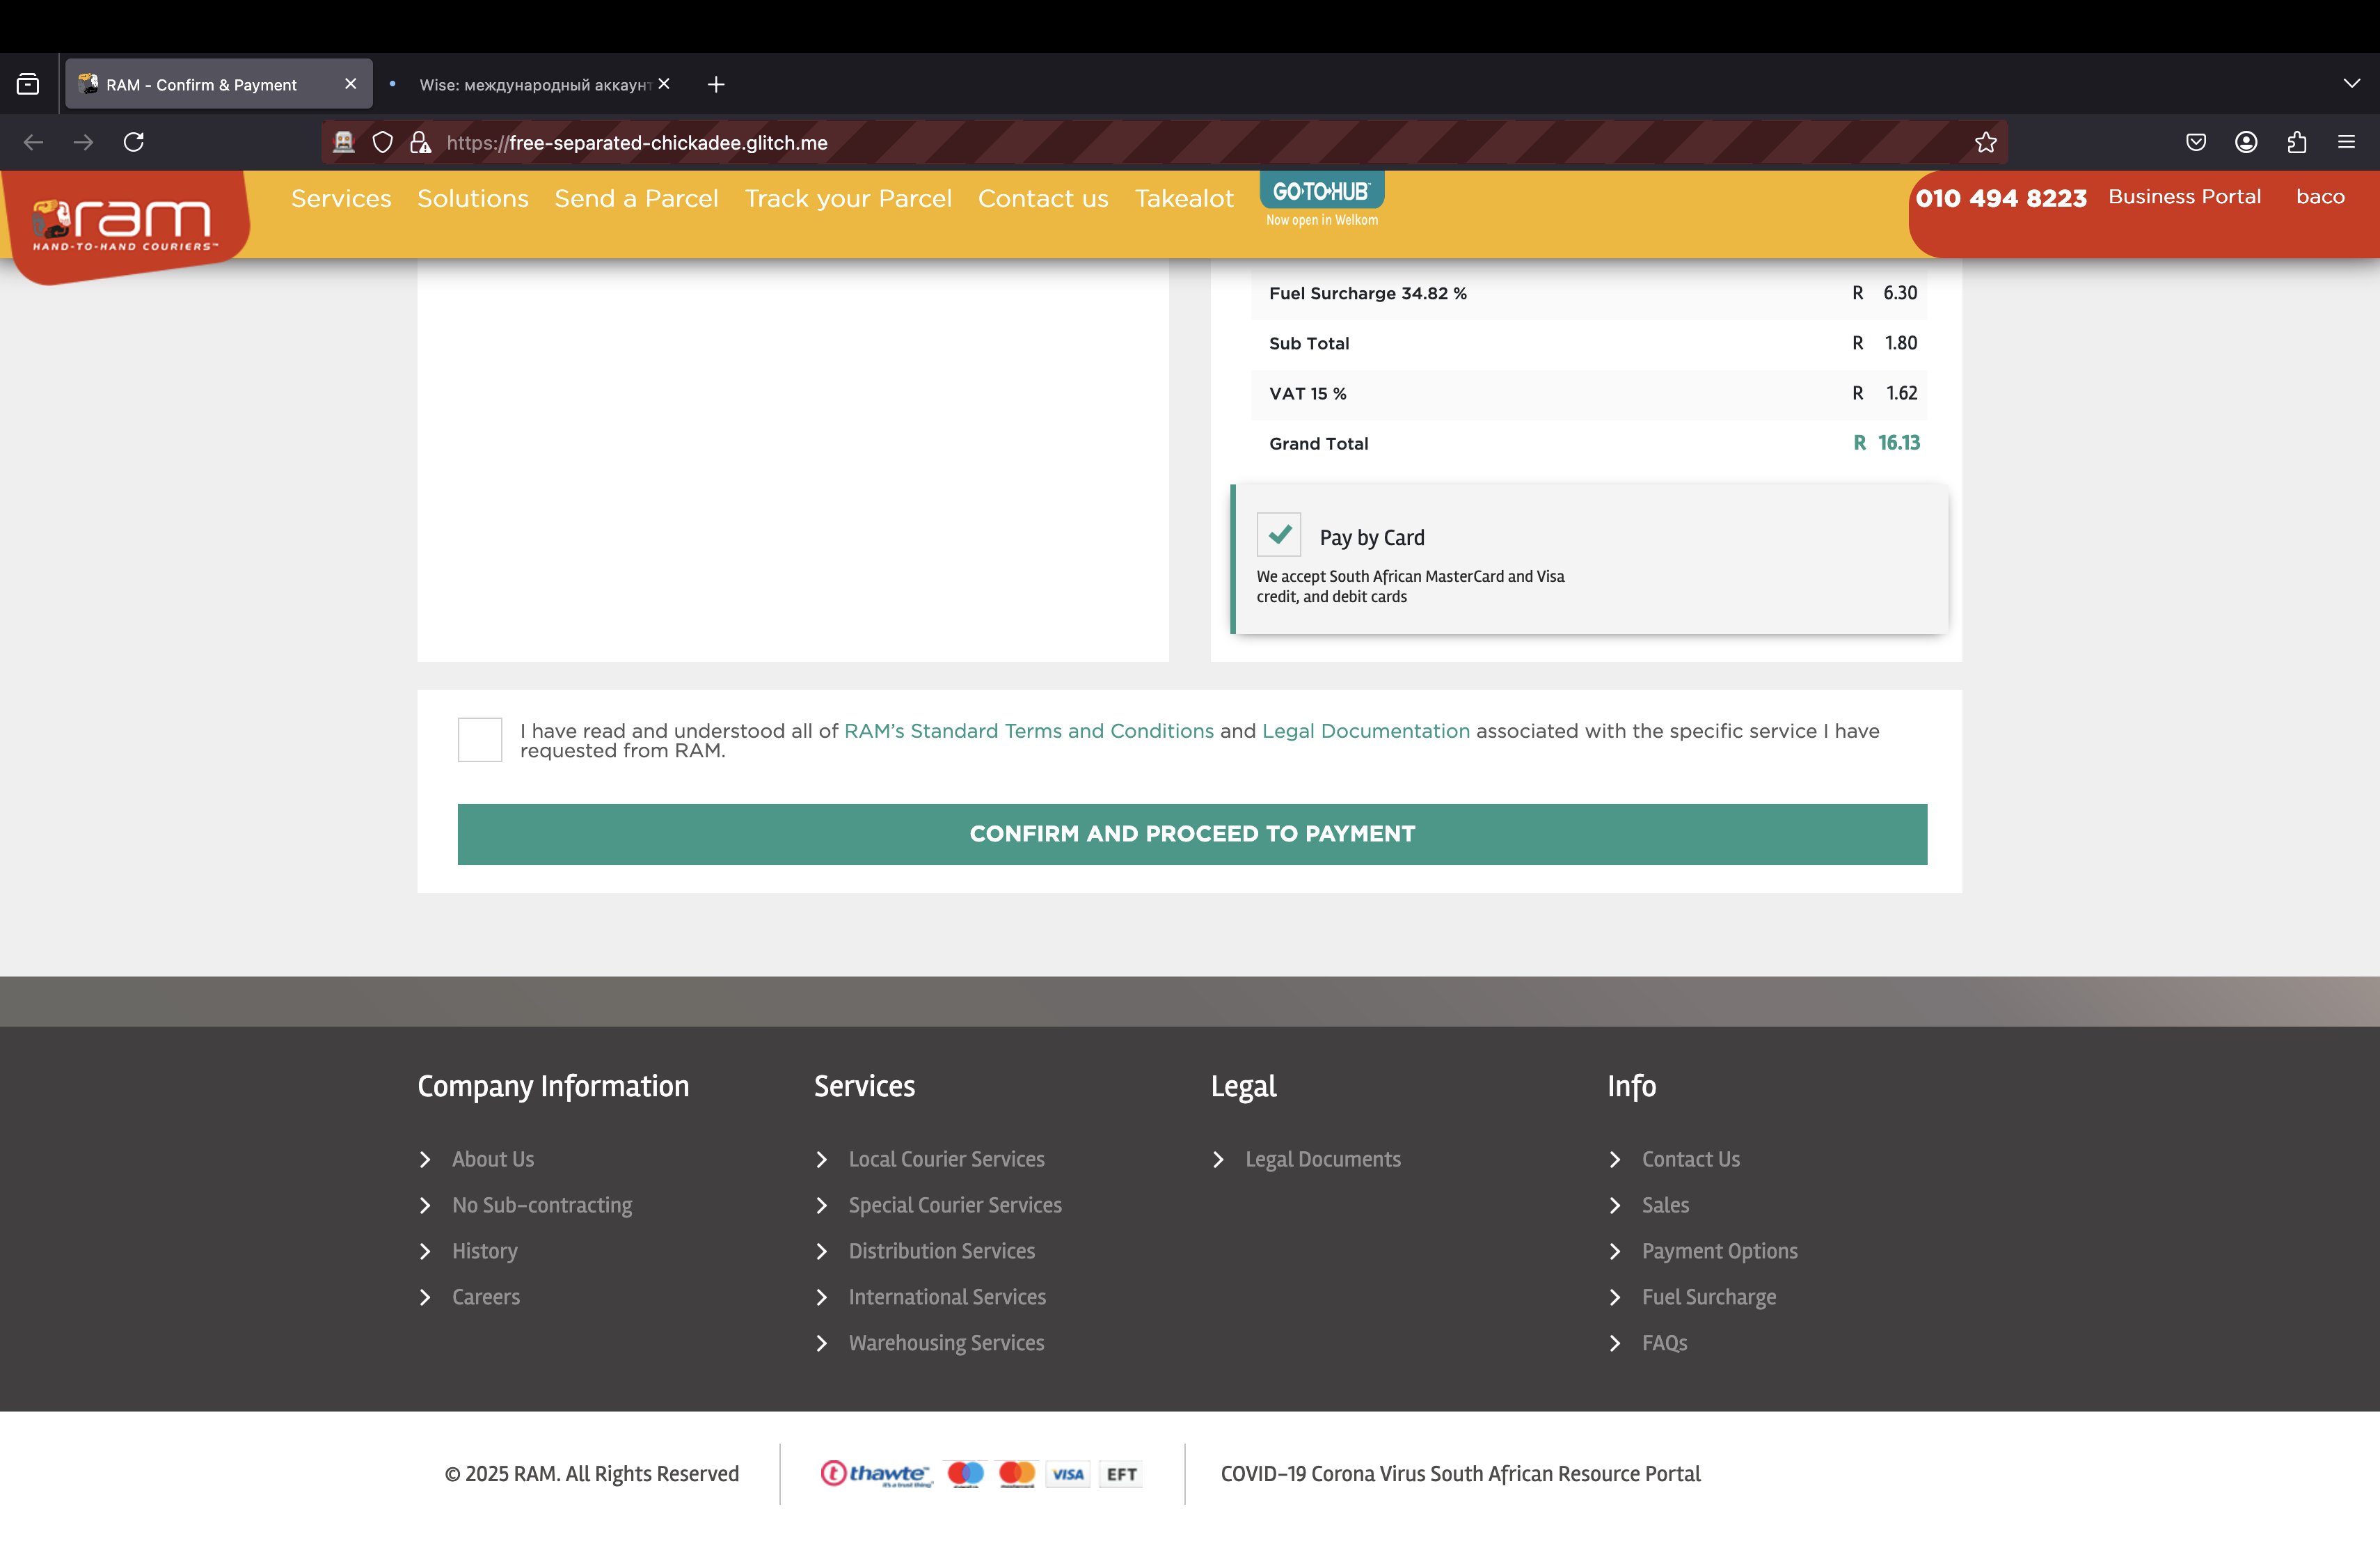 RAM - Confirm & Payment
Wise: международный аккаунт
https://free-separated-chickadee.glitch.me
ram
HAND-TO-HAND COURIERS™
Services
Solutions
Send a Parcel
Track your Parcel
Contact us
Takealot
GO·TO·HUB
Now open in Welkom
010 494 8223
Business Portal
baco
Fuel Surcharge 34.82 % R 6.30
Sub Total R 1.80
VAT 15 % R 1.62
Grand Total R 16.13
Pay by Card
We accept South African MasterCard and Visa
credit, and debit cards
I have read and understood all of RAM's Standard Terms and Conditions and Legal Documentation associated with the specific service I have
requested from RAM.
CONFIRM AND PROCEED TO PAYMENT
Company Information
About Us
No Sub-contracting
History
Careers
Services
Local Courier Services
Special Courier Services
Distribution Services
International Services
Warehousing Services
Legal
Legal Documents
Info
Contact Us
Sales
Payment Options
Fuel Surcharge
FAQs
© 2025 RAM. All Rights Reserved
thawte™
it's a trust thing™
VISA
EFT
COVID-19 Corona Virus South African Resource Portal